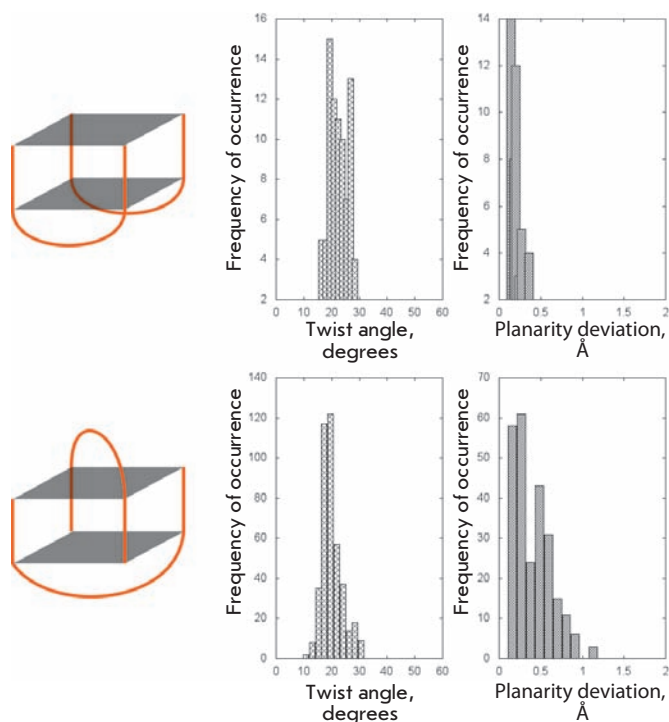 Frequency of occurrence
16
14
12
10
8
6
4
2
0 10 20 30 40 50 60
Twist angle,
degrees
Frequency of occurrence
14
12
10
8
6
4
2
0 0.5 1 1.5 2
Planarity deviation,
Å
Frequency of occurrence
140
120
100
80
60
40
20
0
0 10 20 30 40 50 60
Twist angle,
degrees
Frequency of occurrence
70
60
50
40
30
20
10
0
0 0.5 1 1.5 2
Planarity deviation,
Å